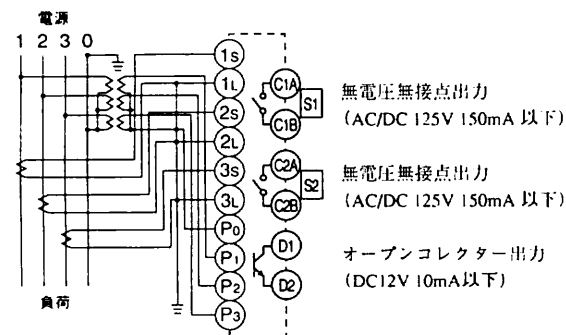 電源
1 2 3 0
1S
1L
2S
2L
3S
3L
P0
P1
P2
P3
C1A
S1
C1B
C2A
S2
C2B
D1
D2
無電圧無接点出力
(AC/DC 125V 150mA 以下)
無電圧無接点出力
(AC/DC 125V 150mA 以下)
オープンコレクター出力
(DC12V 10mA以下)
負荷